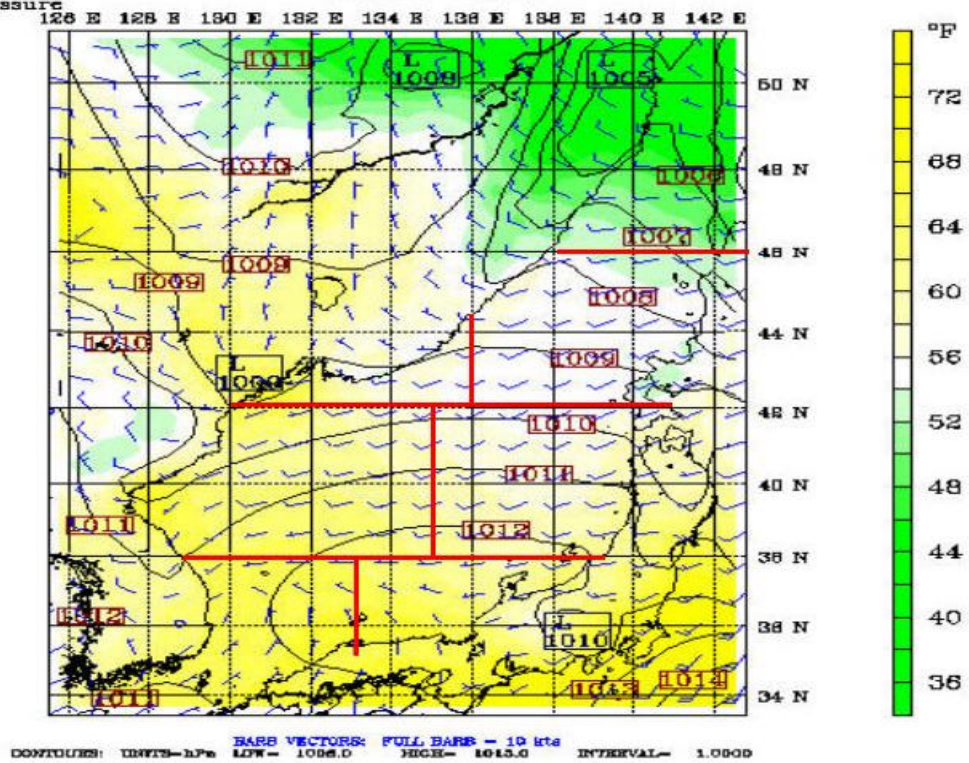 ssure
126 E 128 E 130 E 132 E 134 E 136 E 138 E 140 E 142 E
°F
1011
L
1008
L
1005
50 N
72
1010
48 N
1006
68
1007
64
1009
46 N
1009
1008
60
1010
44 N
1009
56
L
1009
42 N
1010
52
1011
40 N
48
1011
1012
38 N
44
1012
L
1010
36 N
40
1011
1013
1014
34 N
36
BARB VECTORS: FULL BARB = 10 kts
CONTOURS: UNITS=hPa LOW= 1006.0 HIGH= 1013.0 INTERVAL= 1.0000